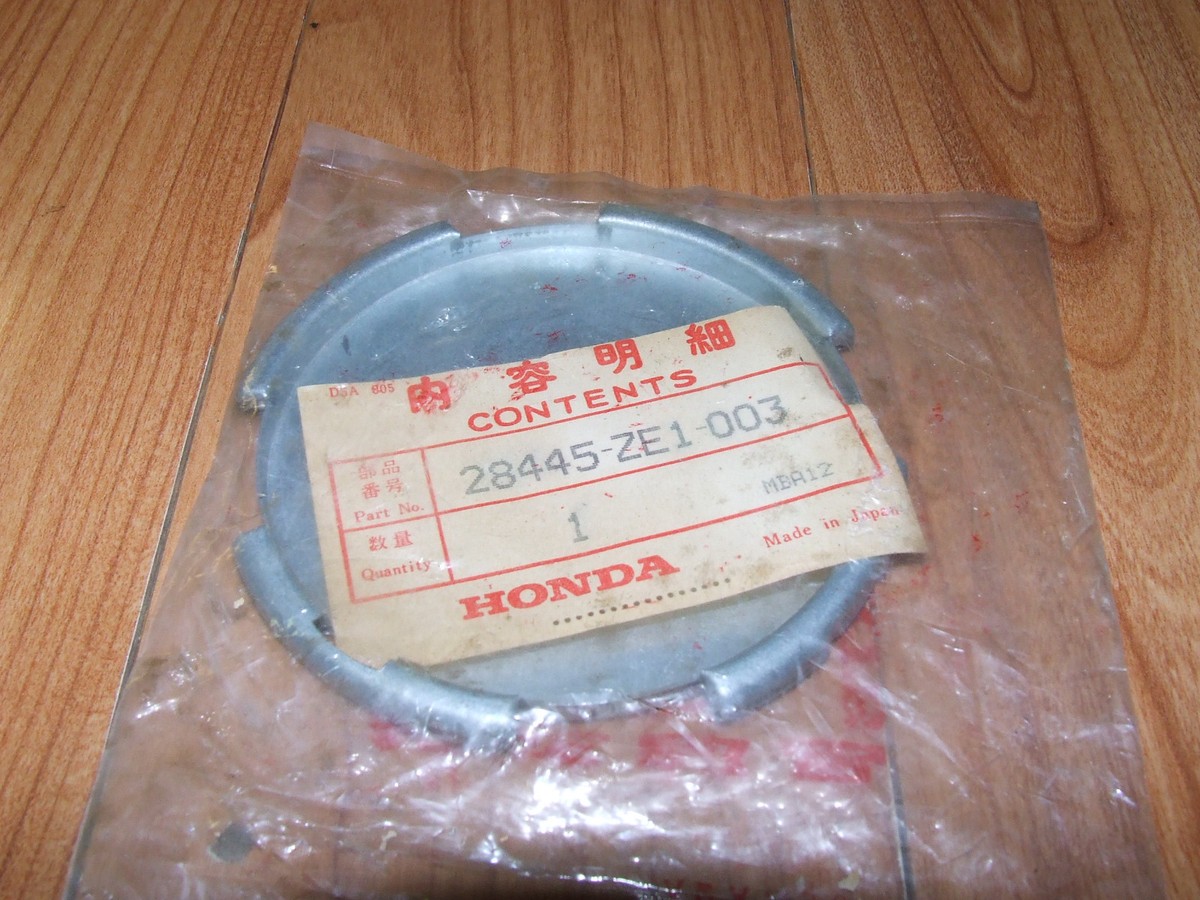 DSA 805
内容明細
CONTENTS
部品
番号
Part No.
28445-ZE1-003
数量
Quantity
1
MBA12
HONDA
Made in Japan